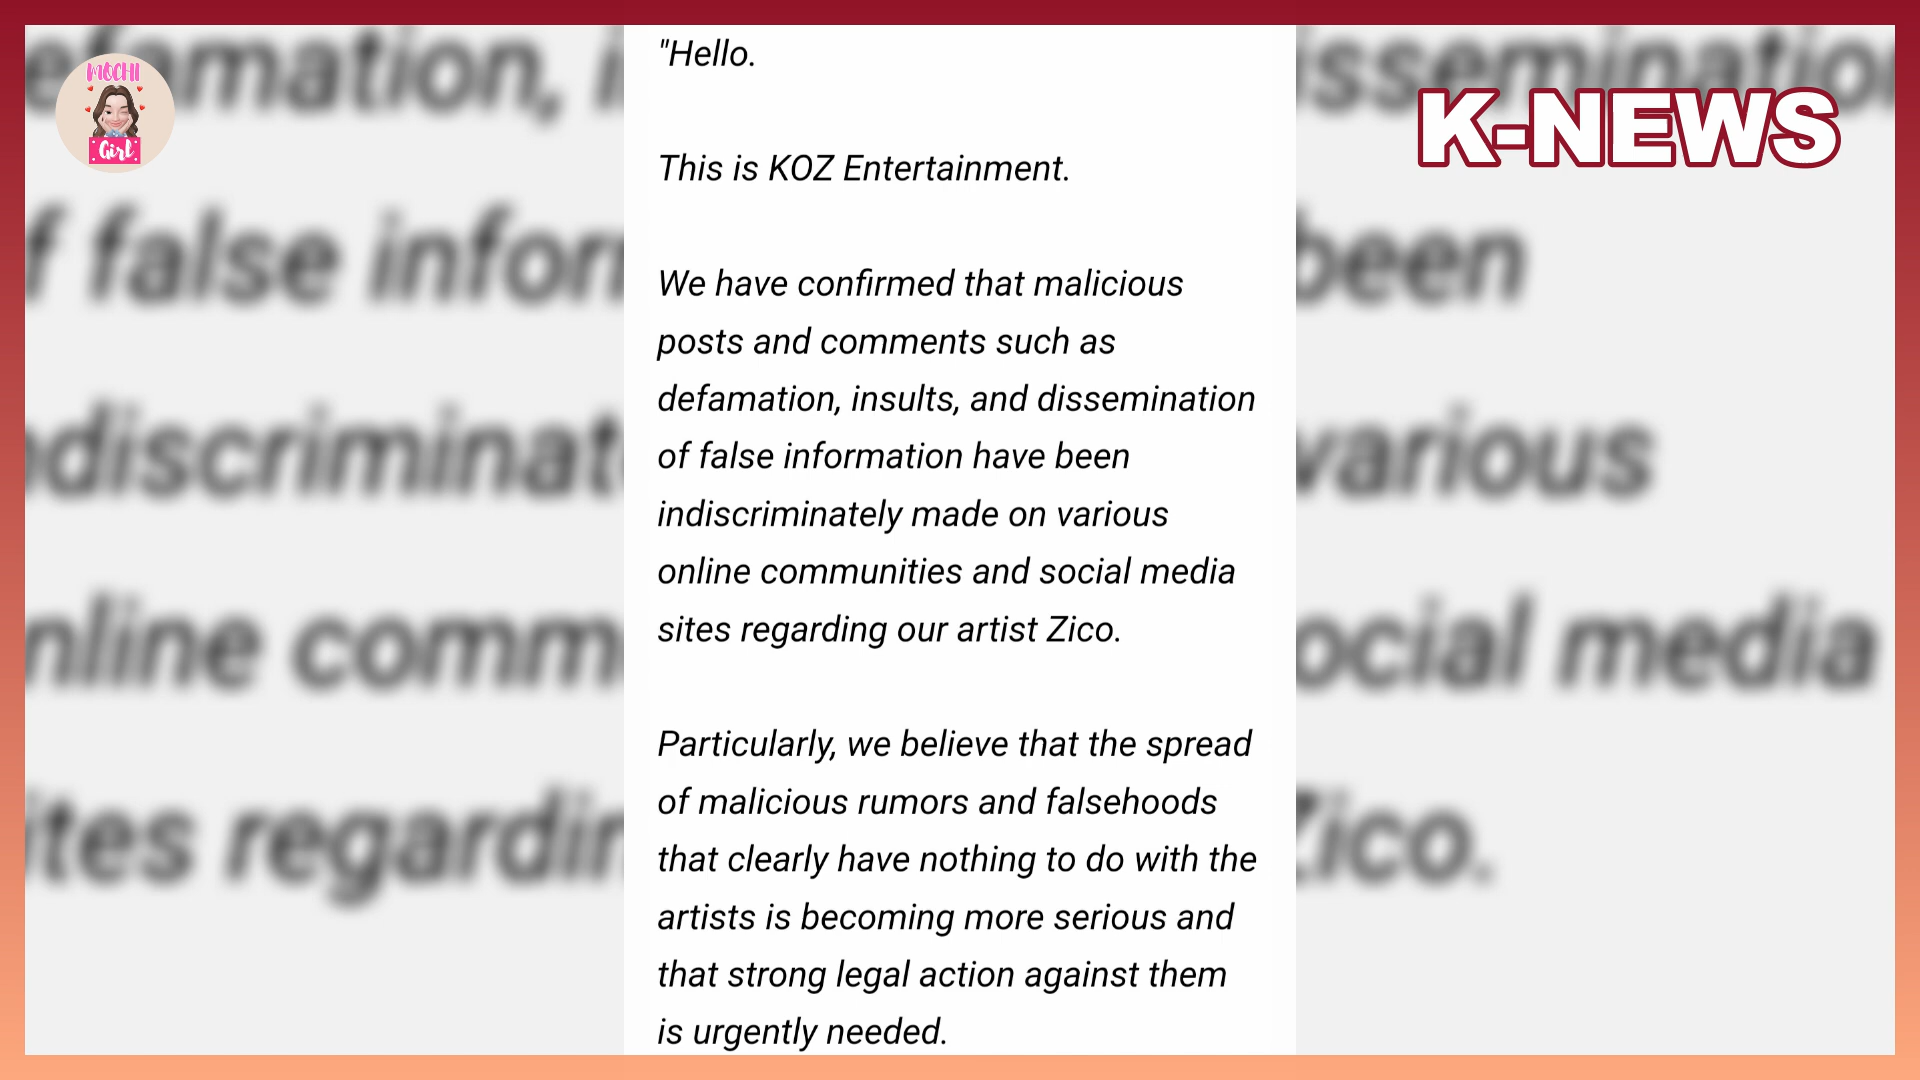 MOCHI
Girl
K-NEWS
"Hello.
This is KOZ Entertainment.
We have confirmed that malicious
posts and comments such as
defamation, insults, and dissemination
of false information have been
indiscriminately made on various
online communities and social media
sites regarding our artist Zico.
Particularly, we believe that the spread
of malicious rumors and falsehoods
that clearly have nothing to do with the
artists is becoming more serious and
that strong legal action against them
is urgently needed.